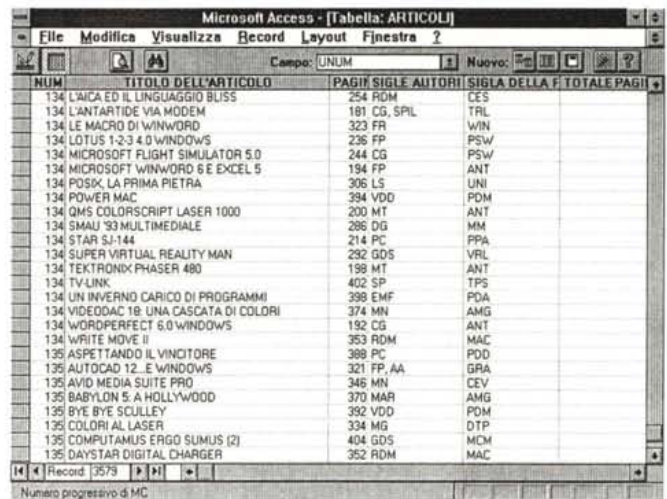 Microsoft Access - [Tabella: ARTICOLI]
File Modifica Visualizza Record Layout Finestra ?
Campo: UNUM Nuovo:
NUM TITOLO DELL'ARTICOLO PAGIN SIGLE AUTORI SIGLA DELLA F TOTALE PAGII
134 L'AICA ED IL LINGUAGGIO BLISS 254 RDM CES
134 L'ANTARTIDE VIA MODEM 181 CG, SPIL TRL
134 LE MACRO DI WINWORD 323 FR WIN
134 LOTUS 1-2-3 4.0 WINDOWS 236 FP PSW
134 MICROSOFT FLIGHT SIMULATOR 5.0 244 CG PSW
134 MICROSOFT WINWORD 6 E EXCEL 5 194 FP ANT
134 POSIX, LA PRIMA PIETRA 306 LS UNI
134 POWER MAC 394 VDD PDM
134 QMS COLORSCRIPT LASER 1000 200 MT ANT
134 SMAU '93 MULTIMEDIALE 286 DG MM
134 STAR SJ-144 214 PC PPA
134 SUPER VIRTUAL REALITY MAN 292 GDS VRL
134 TEKTRONIX PHASER 480 198 MT ANT
134 TV-LINK 402 SP TPS
134 UN INVERNO CARICO DI PROGRAMMI 398 EMF PDA
134 VIDEODAC 18: UNA CASCATA DI COLORI 374 MN AMG
134 WORDPERFECT 6.0 WINDOWS 192 CG ANT
134 WRITE MOVE II 353 RDM MAC
135 ASPETTANDO IL VINCITORE 388 PC PDD
135 AUTOCAD 12...E WINDOWS 321 FP, AA GRA
135 AVID MEDIA SUITE PRO 346 MN CEV
135 BABYLON 5: A HOLLYWOOD 370 MAR AMG
135 BYE BYE SCULLEY 392 VDD PDM
135 COLORI AL LASER 334 MG DTP
135 COMPUTAMUS ERGO SUMUS (2) 404 GDS MCM
135 DAYSTAR DIGITAL CHARGER 352 RDM MAC
Record: 3579
Numero progressivo di MC